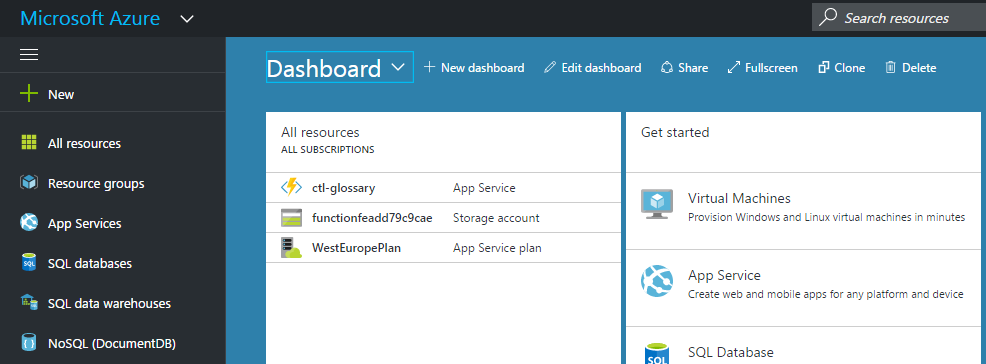 Microsoft Azure
Search resources
Dashboard
New dashboard
Edit dashboard
Share
Fullscreen
Clone
Delete
New
All resources
Resource groups
App Services
SQL databases
SQL data warehouses
NoSQL (DocumentDB)
All resources
ALL SUBSCRIPTIONS
ctl-glossary App Service
functionfeadd79c9cae Storage account
WestEuropePlan App Service plan
Get started
Virtual Machines
Provision Windows and Linux virtual machines in minutes
App Service
Create web and mobile apps for any platform and device
SQL
SQL Database